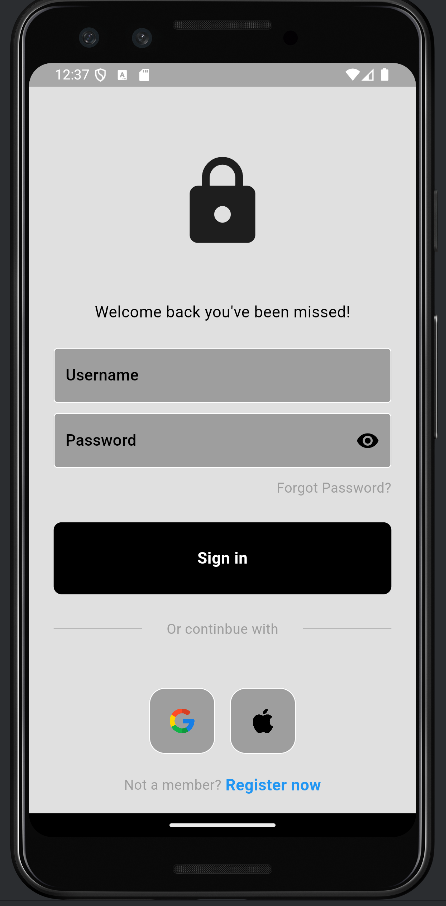 12:37
Welcome back you've been missed!
Username
Password
Forgot Password?
Sign in
Or continbue with
Not a member? Register now